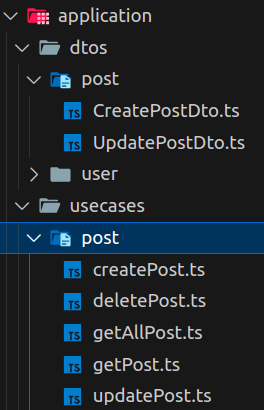 application
dtos
post
TS CreatePostDto.ts
TS UpdatePostDto.ts
user
usecases
post
TS createPost.ts
TS deletePost.ts
TS getAllPost.ts
TS getPost.ts
TS updatePost.ts